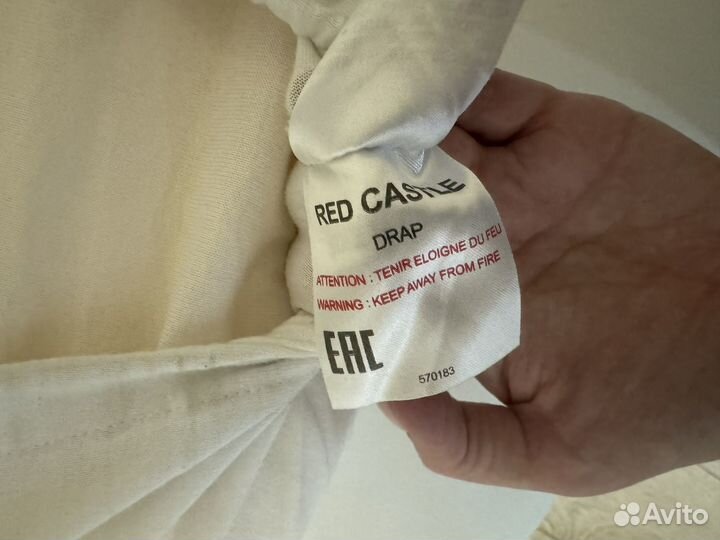 RED CASTLE
DRAP
ATTENTION : TENIR ELOIGNE DU FEU
WARNING : KEEP AWAY FROM FIRE
EAC
570183
Avito